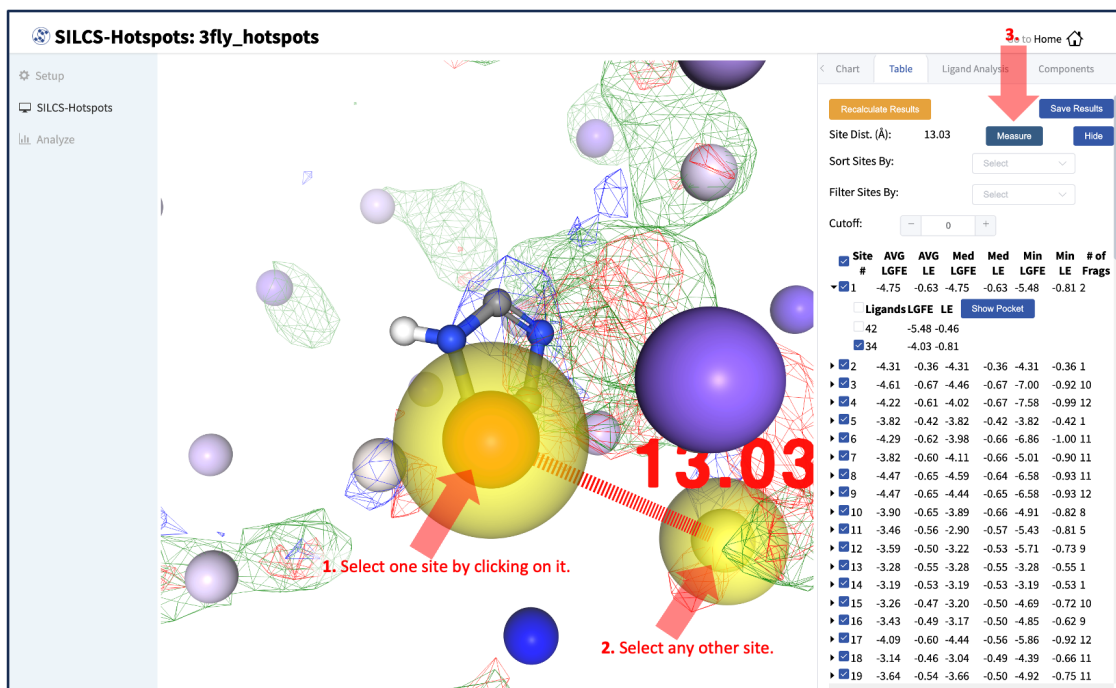 SILCS-Hotspots: 3fly_hotspots
3.
Go to Home
Setup
SILCS-Hotspots
Analyze
Chart Table Ligand Analysis Components
Recalculate Results Save Results
Site Dist. (Å): 13.03 Measure Hide
Sort Sites By: Select
Filter Sites By: Select
Cutoff: − 0 +
Site AVG AVG Med Med Min Min # of
# LGFE LE LGFE LE LGFE LE Frags
1 -4.75 -0.63 -4.75 -0.63 -5.48 -0.81 2
Ligands LGFE LE Show Pocket
42 -5.48 -0.46
34 -4.03 -0.81
2 -4.31 -0.36 -4.31 -0.36 -4.31 -0.36 1
3 -4.61 -0.67 -4.46 -0.67 -7.00 -0.92 10
4 -4.22 -0.61 -4.02 -0.67 -7.58 -0.99 12
5 -3.82 -0.42 -3.82 -0.42 -3.82 -0.42 1
6 -4.29 -0.62 -3.98 -0.66 -6.86 -1.00 11
7 -3.82 -0.60 -4.11 -0.66 -5.01 -0.90 11
8 -4.47 -0.65 -4.59 -0.64 -6.58 -0.93 11
9 -4.47 -0.65 -4.44 -0.65 -6.58 -0.93 12
10 -3.90 -0.65 -3.89 -0.66 -4.91 -0.82 8
11 -3.46 -0.56 -2.90 -0.57 -5.43 -0.81 5
12 -3.59 -0.50 -3.22 -0.53 -5.71 -0.73 9
13 -3.28 -0.55 -3.28 -0.55 -3.28 -0.55 1
14 -3.19 -0.53 -3.19 -0.53 -3.19 -0.53 1
15 -3.26 -0.47 -3.20 -0.50 -4.69 -0.72 10
16 -3.43 -0.49 -3.17 -0.50 -4.85 -0.62 9
17 -4.09 -0.60 -4.44 -0.56 -5.86 -0.92 12
18 -3.14 -0.46 -3.04 -0.49 -4.39 -0.66 11
19 -3.64 -0.54 -3.66 -0.50 -4.92 -0.75 11
13.03
1. Select one site by clicking on it.
2. Select any other site.